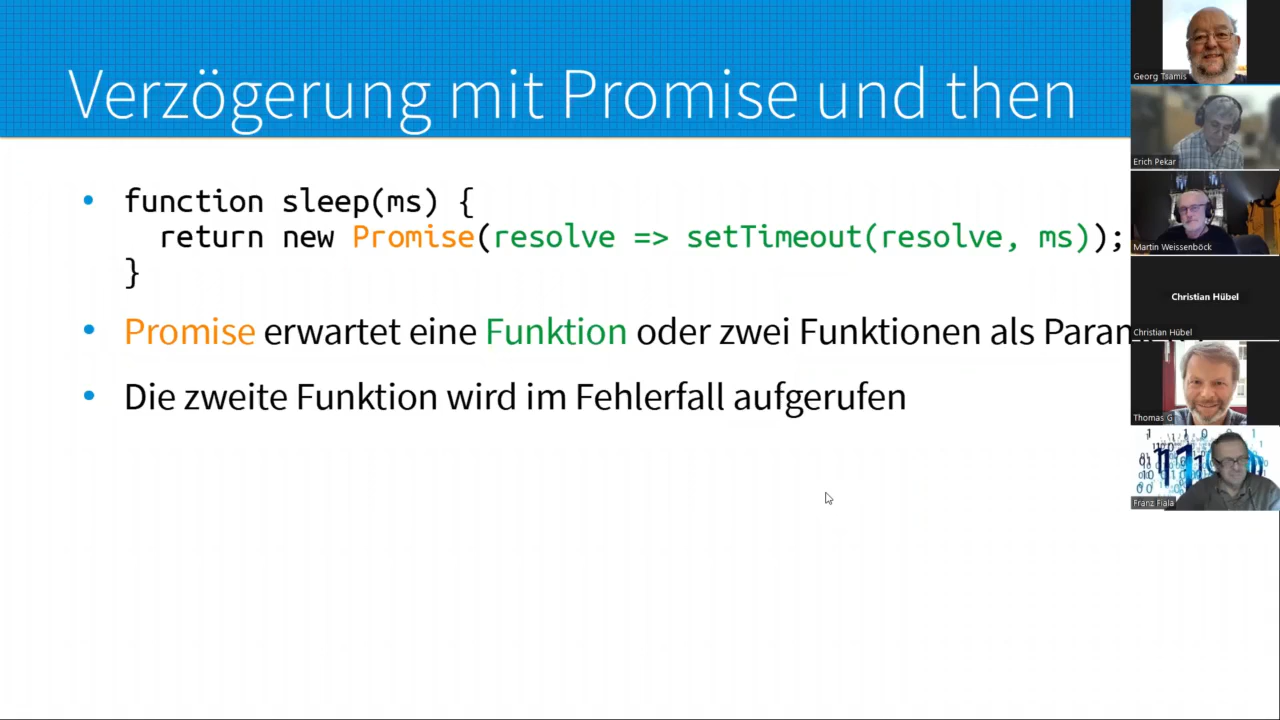 Verzögerung mit Promise und then
• function sleep(ms) {
return new Promise(resolve => setTimeout(resolve, ms));
}
• Promise erwartet eine Funktion oder zwei Funktionen als
• Die zweite Funktion wird im Fehlerfall aufgerufen
Georg Tsamis
Erich Pekar
Martin Weissenböck
Christian Hübel
Christian Hübel
Thomas G
Franz Fiala